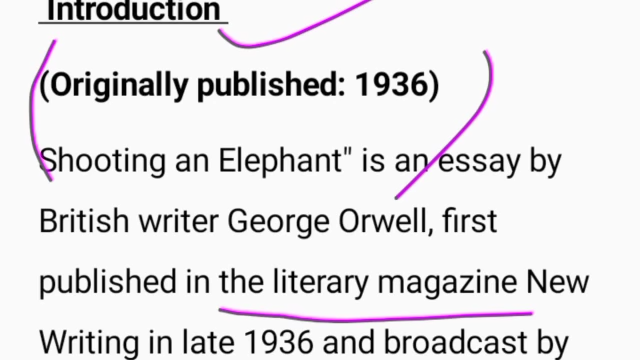 Introduction
(Originally published: 1936)
Shooting an Elephant" is an essay by
British writer George Orwell, first
published in the literary magazine New
Writing in late 1936 and broadcast by